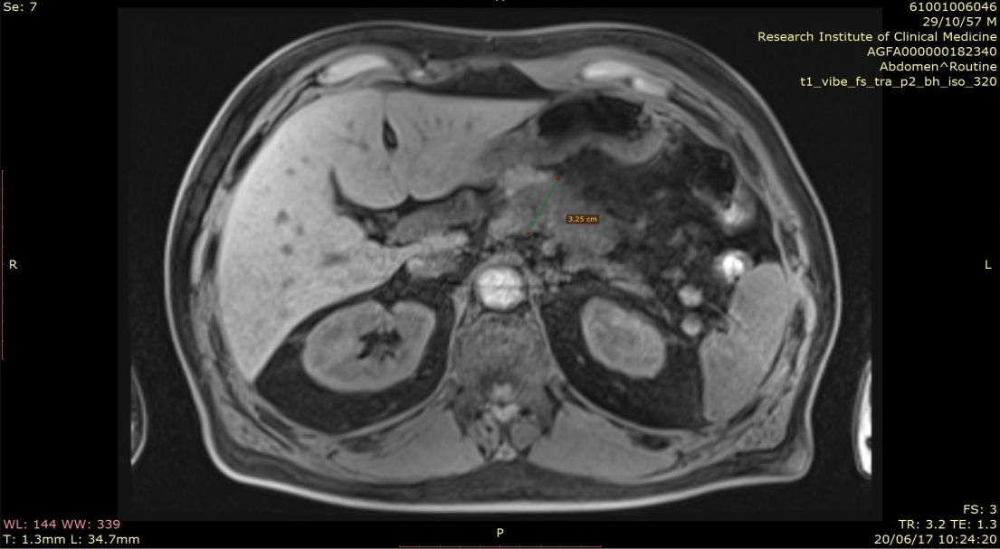 Se: 7
61001006046
29/10/57 M
Research Institute of Clinical Medicine
AGFA000000182340
Abdomen^Routine
t1_vibe_fs_tra_p2_bh_iso_320
3.25 cm
R
L
WL: 144 WW: 339
T: 1.3mm L: 34.7mm
P
FS: 3
TR: 3.2 TE: 1.3
20/06/17 10:24:20